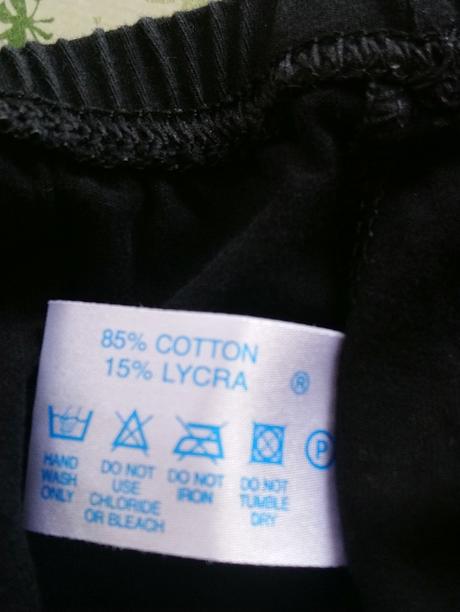 85% COTTON
15% LYCRA ®
P
HAND
WASH
ONLY
DO NOT
USE
CHLORIDE
OR BLEACH
DO NOT
IRON
DO NOT
TUMBLE
DRY